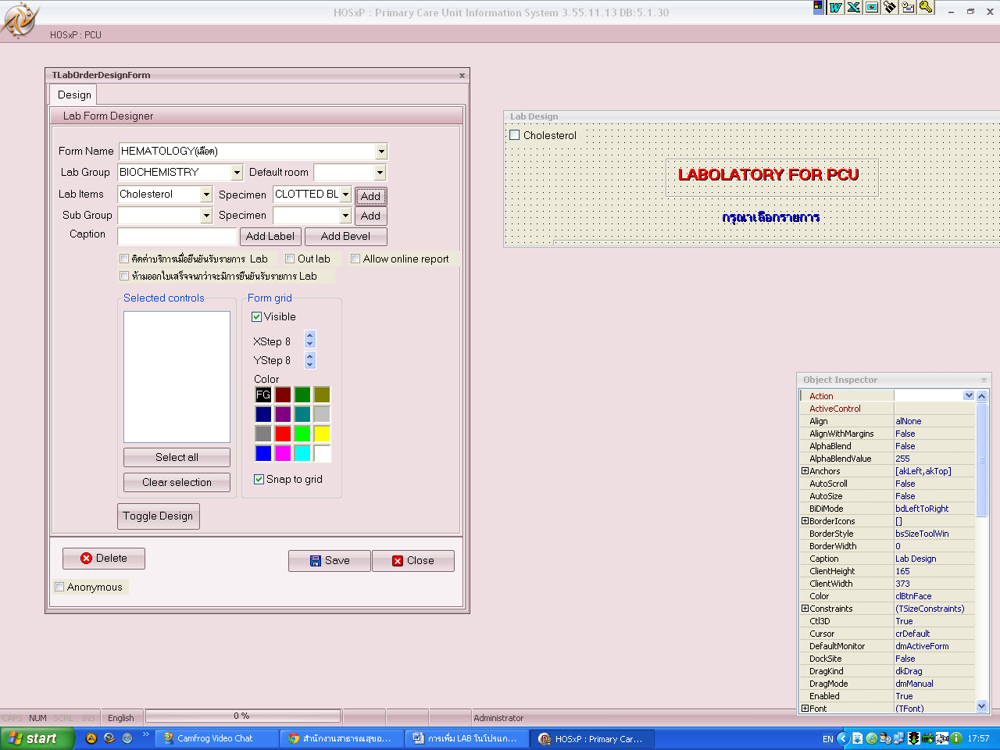 HOSxP : Primary Care Unit Information System 3.55.11.13 DB:5.1.30
HOSxP : PCU
TLabOrderDesignForm
Design
Lab Form Designer
Form Name HEMATOLOGY(เลือด)
Lab Group BIOCHEMISTRY Default room
Lab Items Cholesterol Specimen CLOTTED BL Add
Sub Group Specimen Add
Caption Add Label Add Bevel
คิดค่าบริการเมื่อยืนยันรับรายการ Lab Out lab Allow online report
ห้ามออกใบเสร็จจนกว่าจะมีการยืนยันรับรายการ Lab
Selected controls Form grid
Visible
XStep 8
YStep 8
Color
FG
Select all
Clear selection Snap to grid
Toggle Design
Delete Save Close
Anonymous
Lab Design
Cholesterol
LABOLATORY FOR PCU
กรุณาเลือกรายการ
Object Inspector
Action
ActiveControl
Align alNone
AlignWithMargins False
AlphaBlend False
AlphaBlendValue 255
Anchors [akLeft,akTop]
AutoScroll False
AutoSize False
BiDiMode bdLeftToRight
BorderIcons []
BorderStyle bsSizeToolWin
BorderWidth 0
Caption Lab Design
ClientHeight 165
ClientWidth 373
Color clBtnFace
Constraints (TSizeConstraints)
Ctl3D True
Cursor crDefault
DefaultMonitor dmActiveForm
DockSite False
DragKind dkDrag
DragMode dmManual
Enabled True
Font (TFont)
CAPS NUM SCRL INS English 0 % Administrator
start Camfrog Video Chat สำนักงานสาธารณสุขอ... การเพิ่ม LAB ในโปรแก... HOSxP : Primary Car... EN 17:57